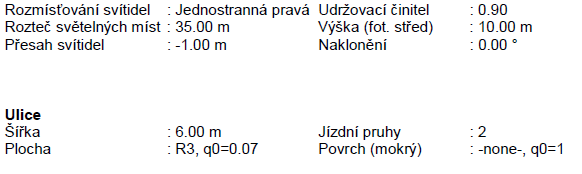 Rozmísťování svítidel : Jednostranná pravá Udržovací činitel : 0.90
Rozteč světelných míst : 35.00 m Výška (fot. střed) : 10.00 m
Přesah svítidel : -1.00 m Naklonění : 0.00 °
Ulice
Šířka : 6.00 m Jízdní pruhy : 2
Plocha : R3, q0=0.07 Povrch (mokrý) : -none-, q0=1